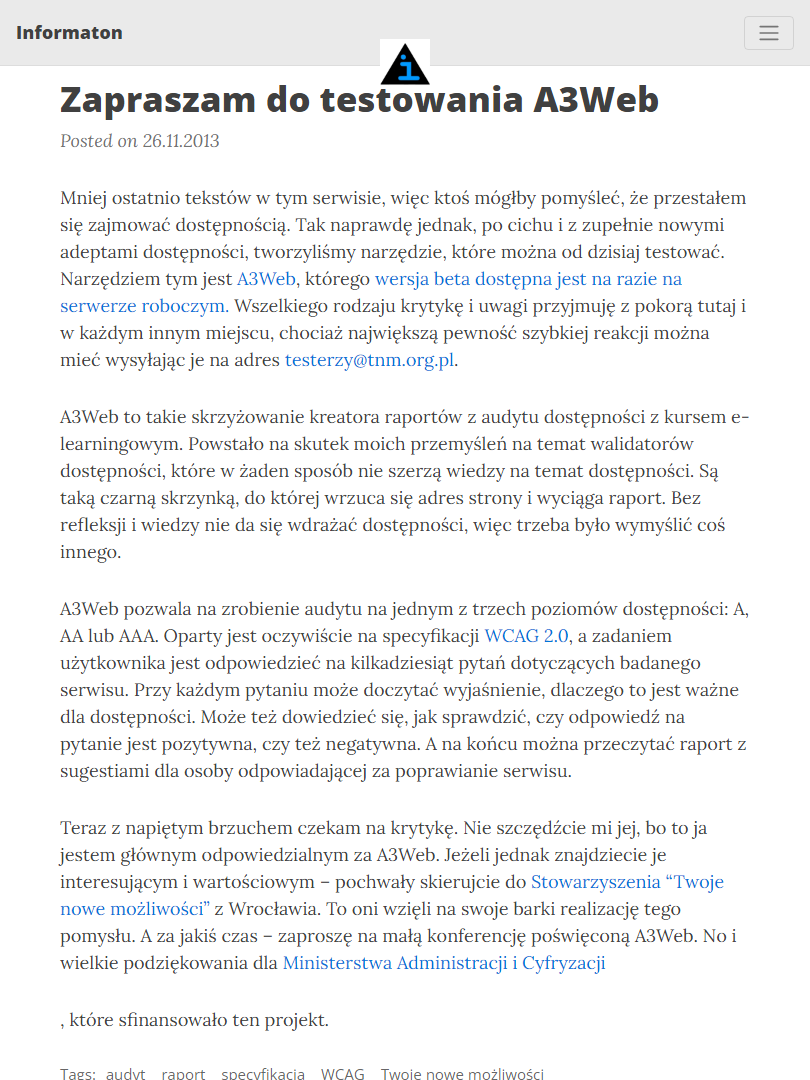 Informaton
i
Zapraszam do testowania A3Web
Posted on 26.11.2013
Mniej ostatnio tekstów w tym serwisie, więc ktoś mógłby pomyśleć, że przestałem
się zajmować dostępnością. Tak naprawdę jednak, po cichu i z zupełnie nowymi
adeptami dostępności, tworzyliśmy narzędzie, które można od dzisiaj testować.
Narzędziem tym jest A3Web, którego wersja beta dostępna jest na razie na
serwerze roboczym. Wszelkiego rodzaju krytykę i uwagi przyjmuję z pokorą tutaj i
w każdym innym miejscu, chociaż największą pewność szybkiej reakcji można
mieć wysyłając je na adres testerzy@tnm.org.pl.
A3Web to takie skrzyżowanie kreatora raportów z audytu dostępności z kursem e-
learningowym. Powstało na skutek moich przemyśleń na temat walidatorów
dostępności, które w żaden sposób nie szerzą wiedzy na temat dostępności. Są
taką czarną skrzynką, do której wrzuca się adres strony i wyciąga raport. Bez
refleksji i wiedzy nie da się wdrażać dostępności, więc trzeba było wymyślić coś
innego.
A3Web pozwala na zrobienie audytu na jednym z trzech poziomów dostępności: A,
AA lub AAA. Oparty jest oczywiście na specyfikacji WCAG 2.0, a zadaniem
użytkownika jest odpowiedzieć na kilkadziesiąt pytań dotyczących badanego
serwisu. Przy każdym pytaniu może doczytać wyjaśnienie, dlaczego to jest ważne
dla dostępności. Może też dowiedzieć się, jak sprawdzić, czy odpowiedź na
pytanie jest pozytywna, czy też negatywna. A na końcu można przeczytać raport z
sugestiami dla osoby odpowiadającej za poprawianie serwisu.
Teraz z napiętym brzuchem czekam na krytykę. Nie szczędźcie mi jej, bo to ja
jestem głównym odpowiedzialnym za A3Web. Jeżeli jednak znajdziecie je
interesującym i wartościowym – pochwały skierujcie do Stowarzyszenia “Twoje
nowe możliwości” z Wrocławia. To oni wzięli na swoje barki realizację tego
pomysłu. A za jakiś czas – zaproszę na małą konferencję poświęconą A3Web. No i
wielkie podziękowania dla Ministerstwa Administracji i Cyfryzacji
, które sfinansowało ten projekt.
Tags: audyt raport specyfikacja WCAG Twoje nowe możliwości